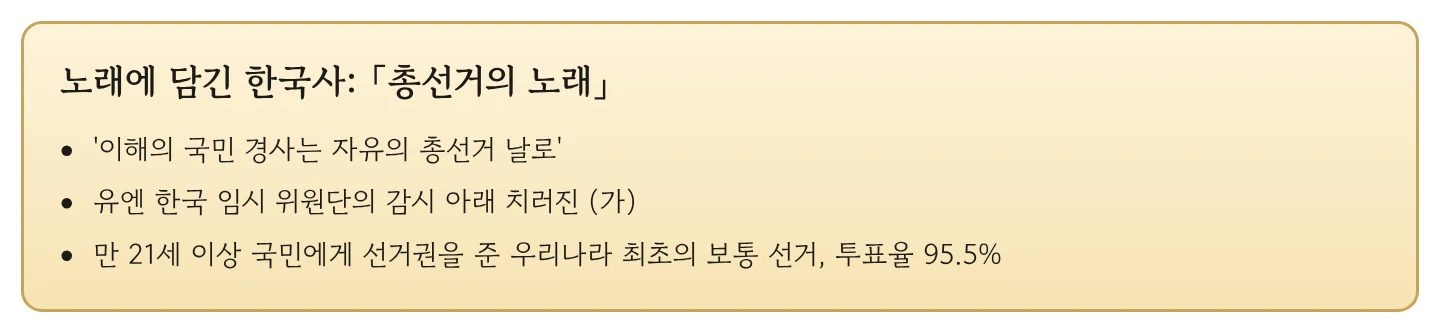 노래에 담긴 한국사: 「총선거의 노래」
• '이해의 국민 경사는 자유의 총선거 날로'
• 유엔 한국 임시 위원단의 감시 아래 치러진 (가)
• 만 21세 이상 국민에게 선거권을 준 우리나라 최초의 보통 선거, 투표율 95.5%